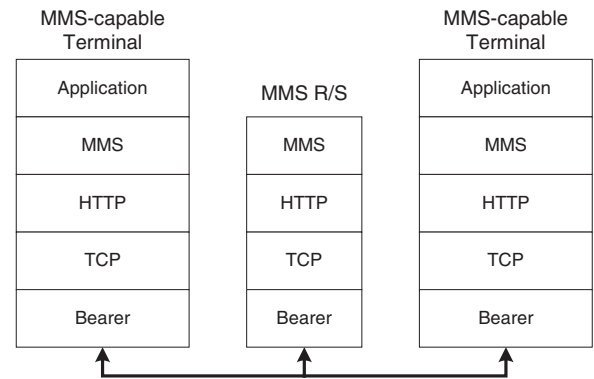 MMS-capable
Terminal
Application
MMS
HTTP
TCP
Bearer
MMS R/S
MMS
HTTP
TCP
Bearer
MMS-capable
Terminal
Application
MMS
HTTP
TCP
Bearer